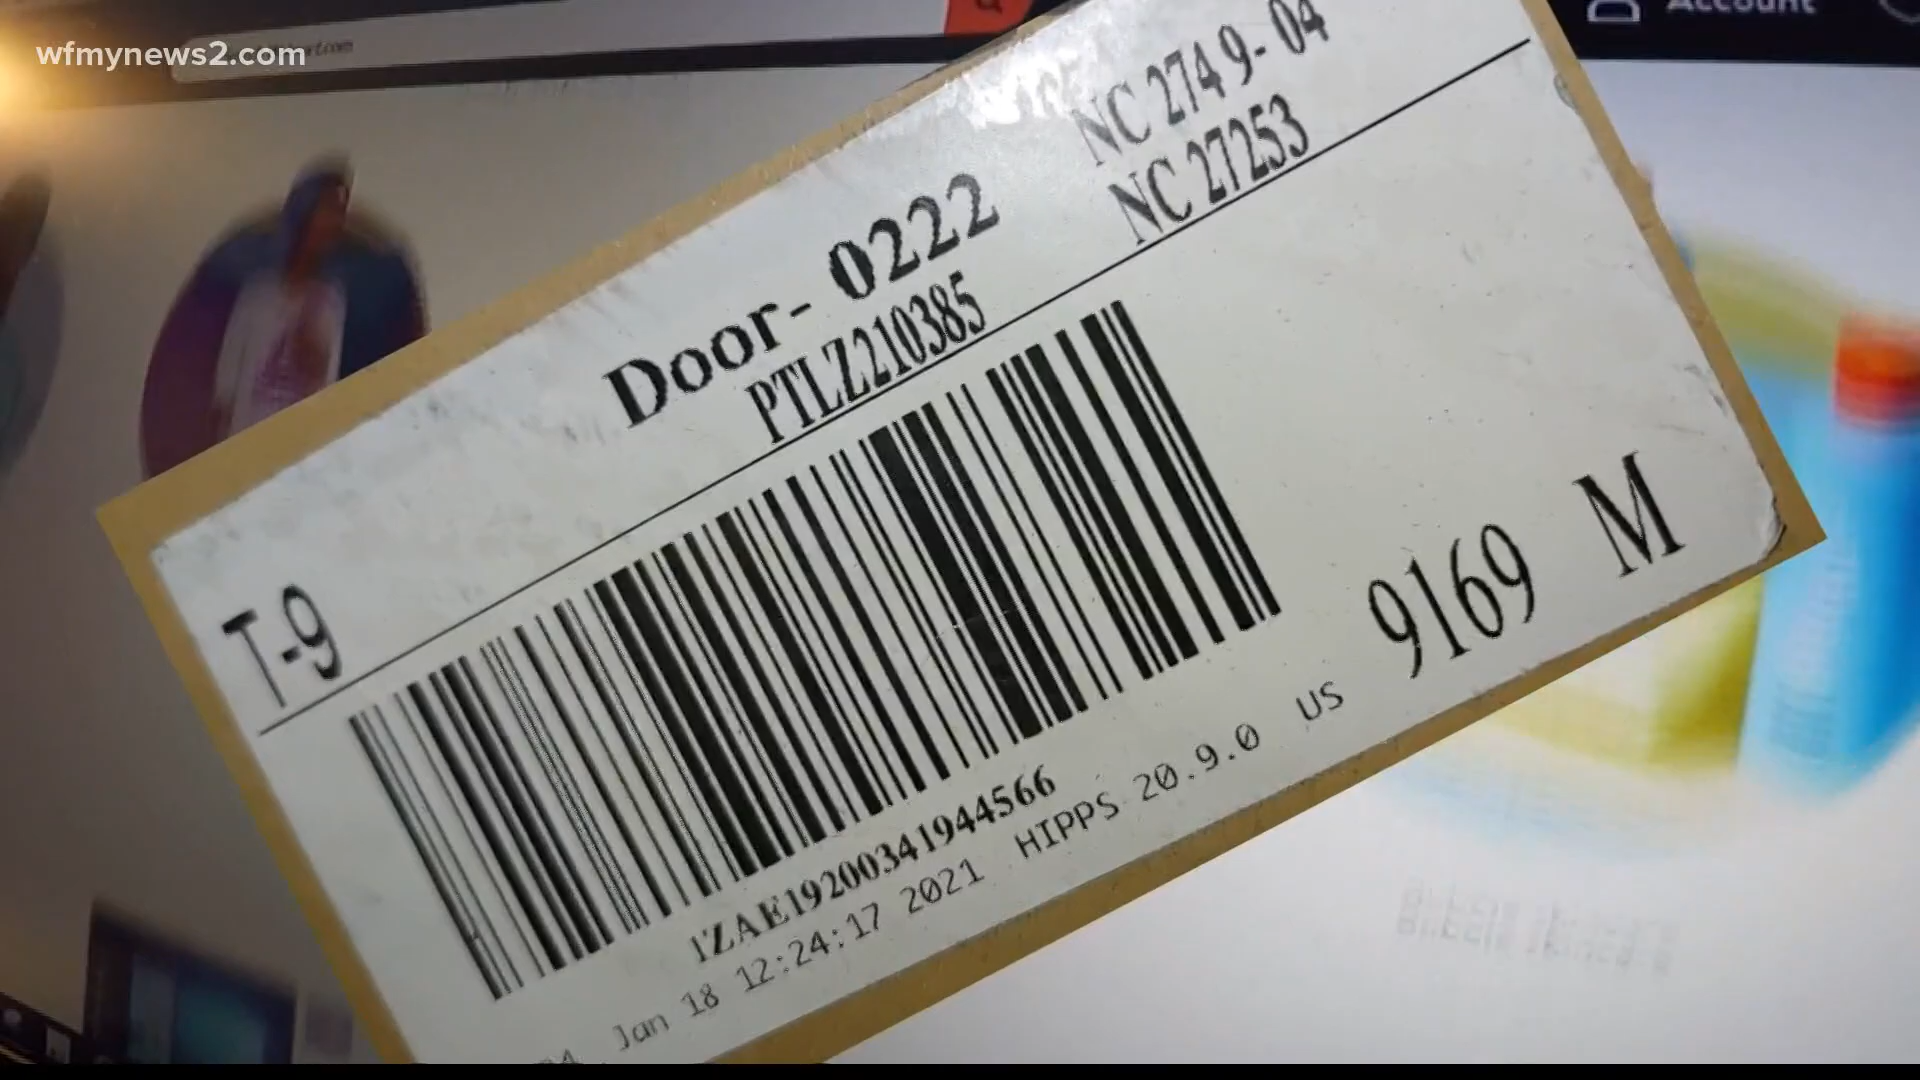 wfmynews2.com
Account
NC 274 9- 04
NC 27253
Door- 0222
PTLZ210385
T-9
1ZAE19200341944566
9169 M
Jan 18 12:24:17 2021 HIPPS 20.9.0 US